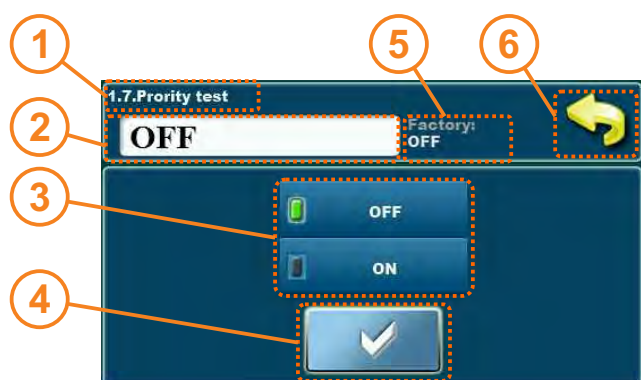 1
5
6
1.7.Prority test
2
OFF
Factory:
OFF
3
OFF
ON
4